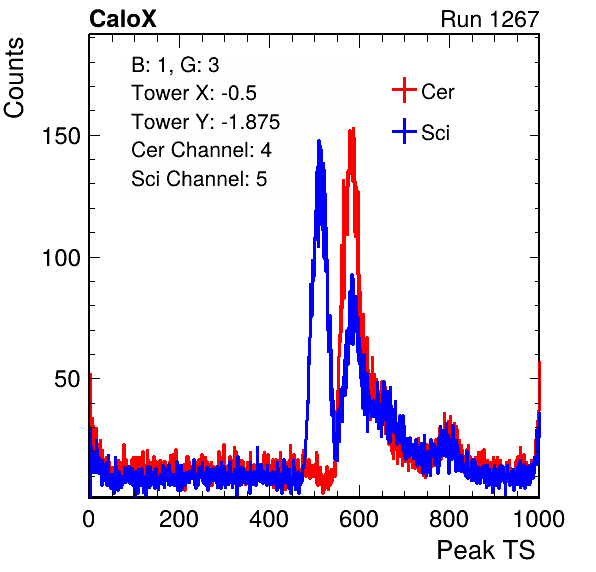 CaloX Run 1267
Counts
B: 1, G: 3
Tower X: -0.5
Tower Y: -1.875
Cer Channel: 4
Sci Channel: 5
Cer
Sci
150
100
50
0 200 400 600 800 1000
Peak TS